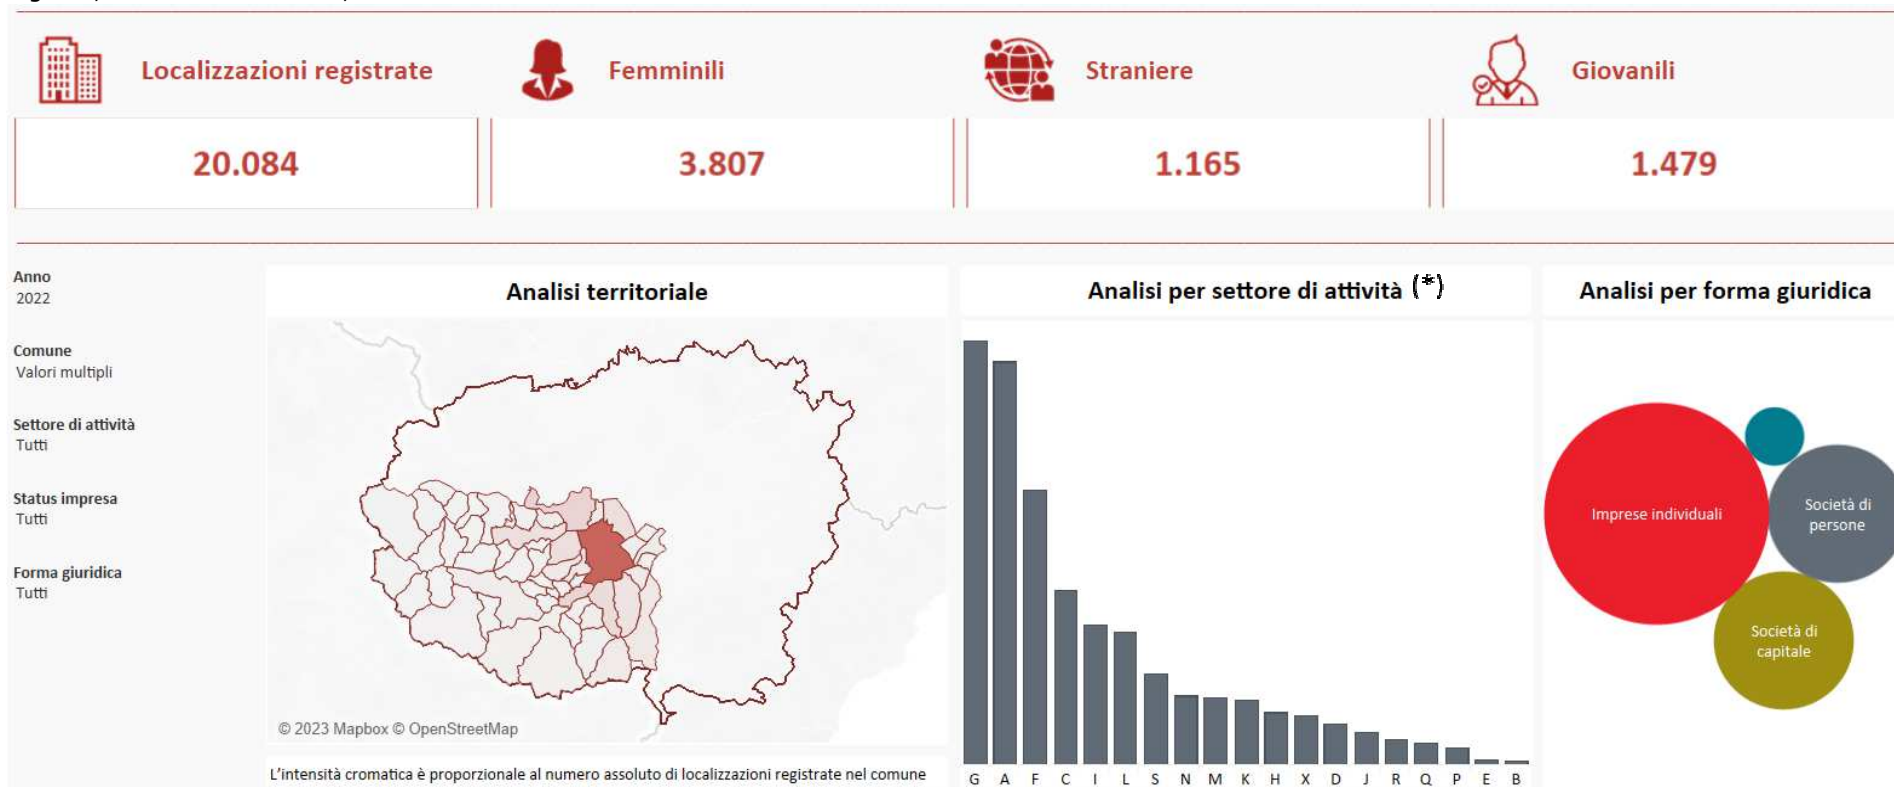 Localizzazioni registrate
Femminili
Straniere
Giovanili
20.084
3.807
1.165
1.479
Anno
2022
Comune
Valori multipli
Settore di attività
Tutti
Status impresa
Tutti
Forma giuridica
Tutti
Analisi territoriale
© 2023 Mapbox © OpenStreetMap
L'intensità cromatica è proporzionale al numero assoluto di localizzazioni registrate nel comune
Analisi per settore di attività (*)
G A F C I L S N M K H X D J R Q P E B
Analisi per forma giuridica
Imprese individuali
Società di
persone
Società di
capitale